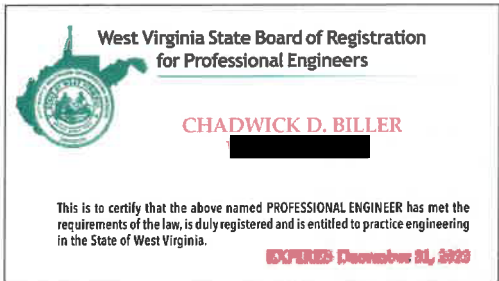 West Virginia State Board of Registration
for Professional Engineers
CHADWICK D. BILLER
This is to certify that the above named PROFESSIONAL ENGINEER has met the
requirements of the law, is duly registered and is entitled to practice engineering
in the State of West Virginia.
EXPIRES December 31,